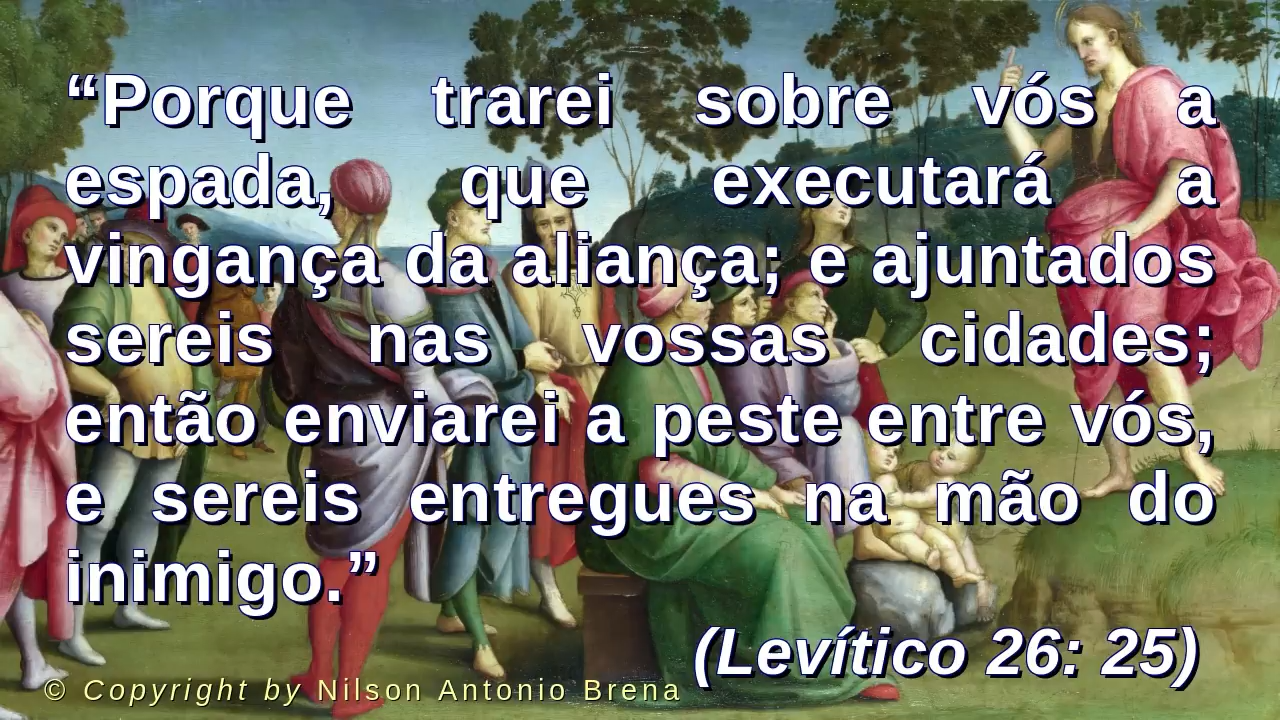 “Porque trarei sobre vós a
espada, que executará a
vingança da aliança; e ajuntados
sereis nas vossas cidades;
então enviarei a peste entre vós,
e sereis entregues na mão do
inimigo.”
(Levítico 26: 25)
© Copyright by Nilson Antonio Brena